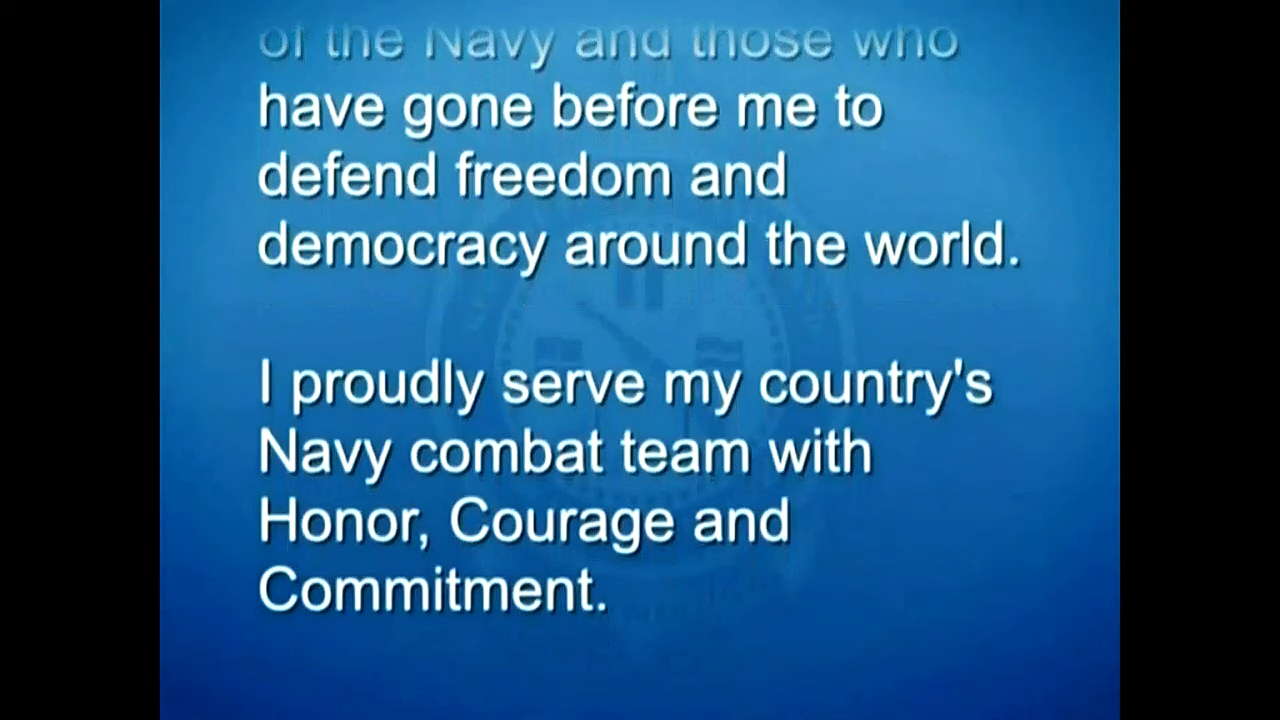 of the Navy and those who
have gone before me to
defend freedom and
democracy around the world.
I proudly serve my country's
Navy combat team with
Honor, Courage and
Commitment.